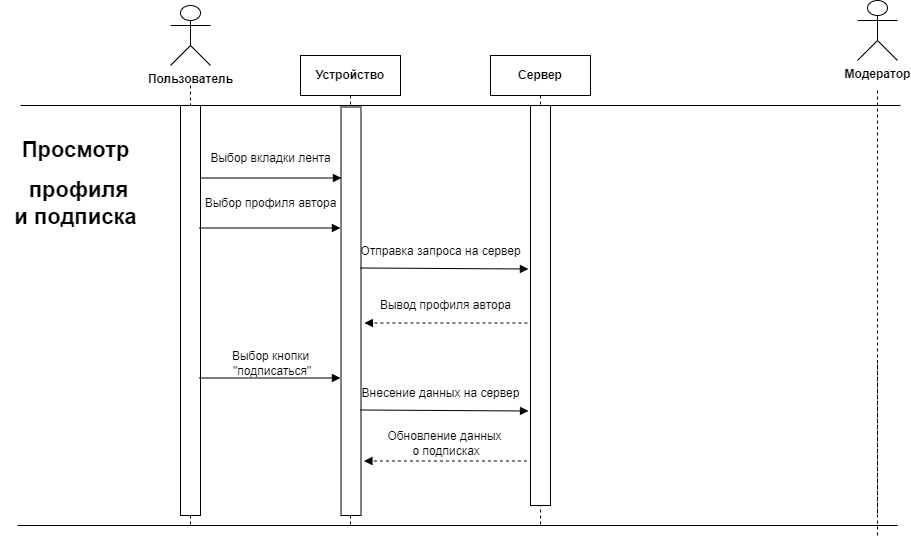 Пользователь
Устройство
Сервер
Модератор
Просмотр
профиля
и подписка
Выбор вкладки лента
Выбор профиля автора
Отправка запроса на сервер
Вывод профиля автора
Выбор кнопки
"подписаться"
Внесение данных на сервер
Обновление данных
о подписках